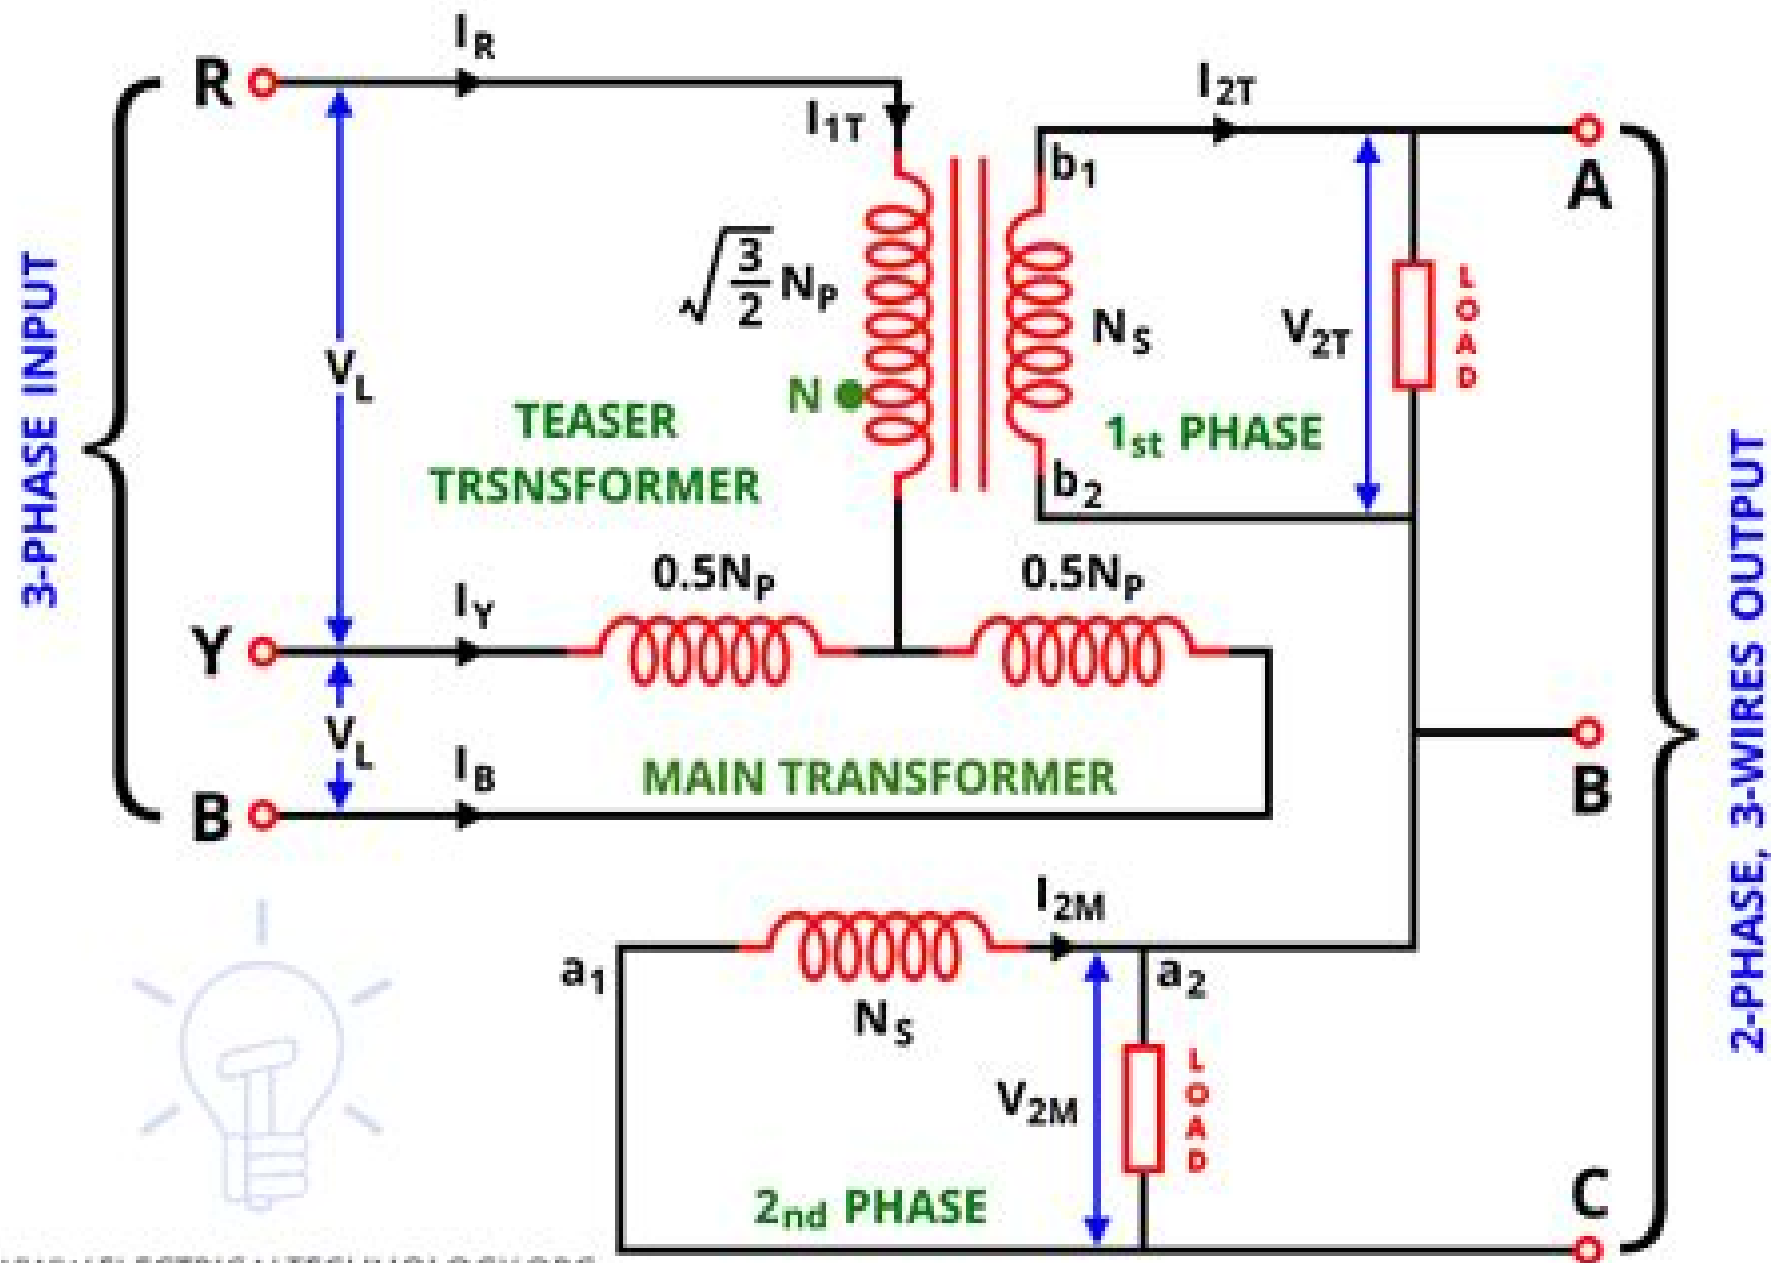 3-PHASE INPUT
R
I_R
I_1T
V_L
√3/2 N_P
N
TEASER
TRSNSFORMER
I_2T
b_1
A
N_S
V_2T
LOAD
1st PHASE
b_2
Y
I_Y
0.5N_P
0.5N_P
V_L
B
I_B
MAIN TRANSFORMER
B
2-PHASE, 3-WIRES OUTPUT
I_2M
a_1
a_2
N_S
V_2M
LOAD
2nd PHASE
C